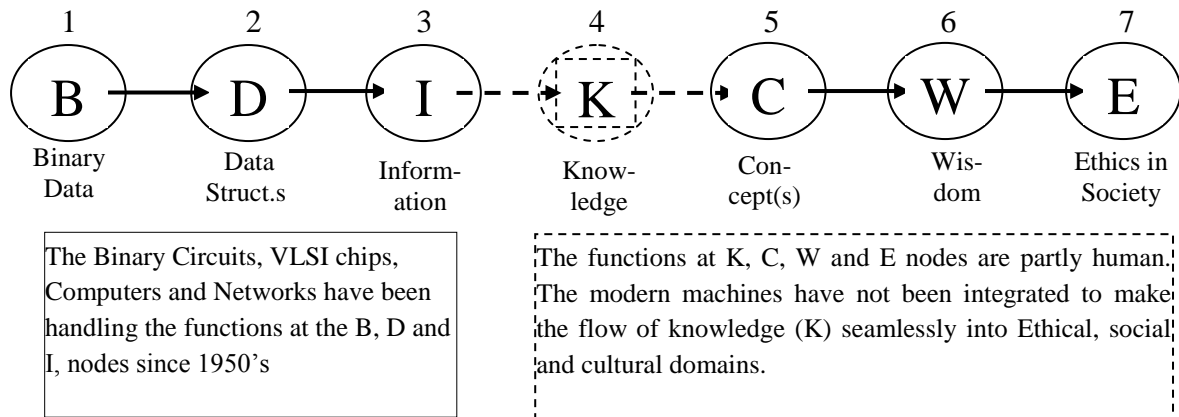 1 2 3 4 5 6 7
B D I K C W E
Binary Data Inform- Know- Con- Wis- Ethics in
Data Struct.s ation ledge cept(s) dom Society
The Binary Circuits, VLSI chips,
Computers and Networks have been
handling the functions at the B, D and
I, nodes since 1950's
The functions at K, C, W and E nodes are partly human.
The modern machines have not been integrated to make
the flow of knowledge (K) seamlessly into Ethical, social
and cultural domains.